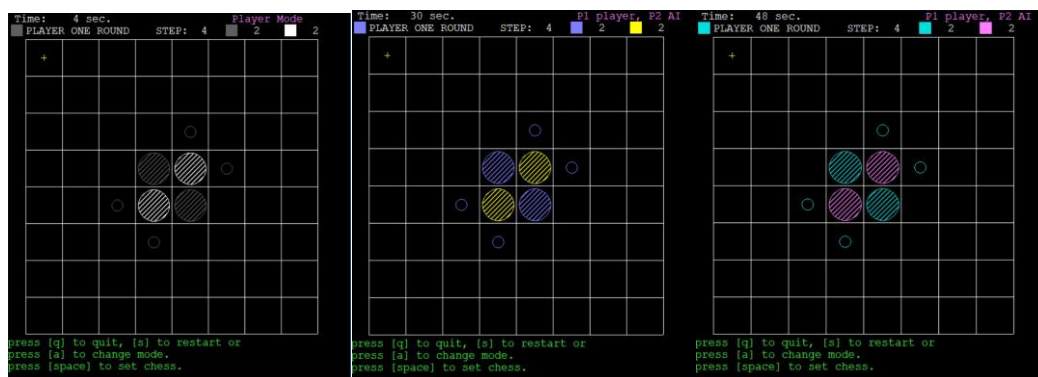 Time: 4 sec. Player Mode
PLAYER ONE ROUND STEP: 4 2 2
press [q] to quit, [s] to restart or
press [a] to change mode.
press [space] to set chess.
Time: 30 sec. P1 player, P2 AI
PLAYER ONE ROUND STEP: 4 2 2
press [q] to quit, [s] to restart or
press [a] to change mode.
press [space] to set chess.
Time: 48 sec. P1 player, P2 AI
PLAYER ONE ROUND STEP: 4 2 2
press [q] to quit, [s] to restart or
press [a] to change mode.
press [space] to set chess.